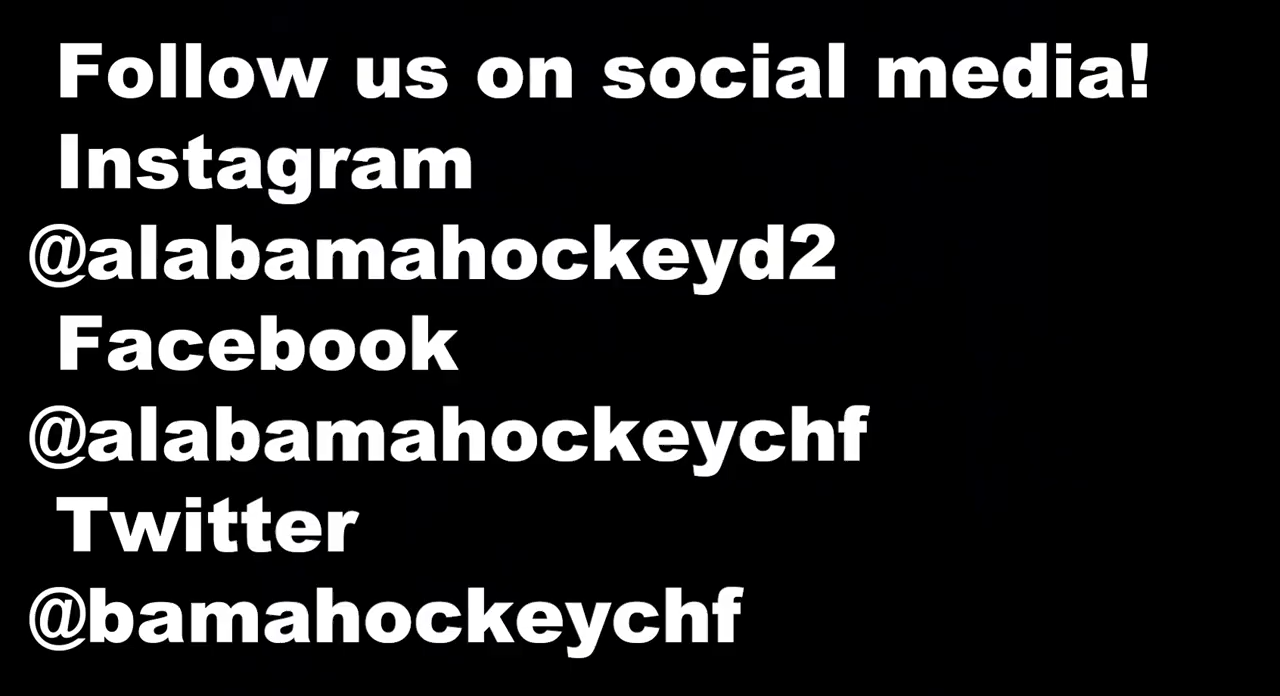 Follow us on social media!
Instagram
@alabamahockeyd2
Facebook
@alabamahockeychf
Twitter
@bamahockeychf